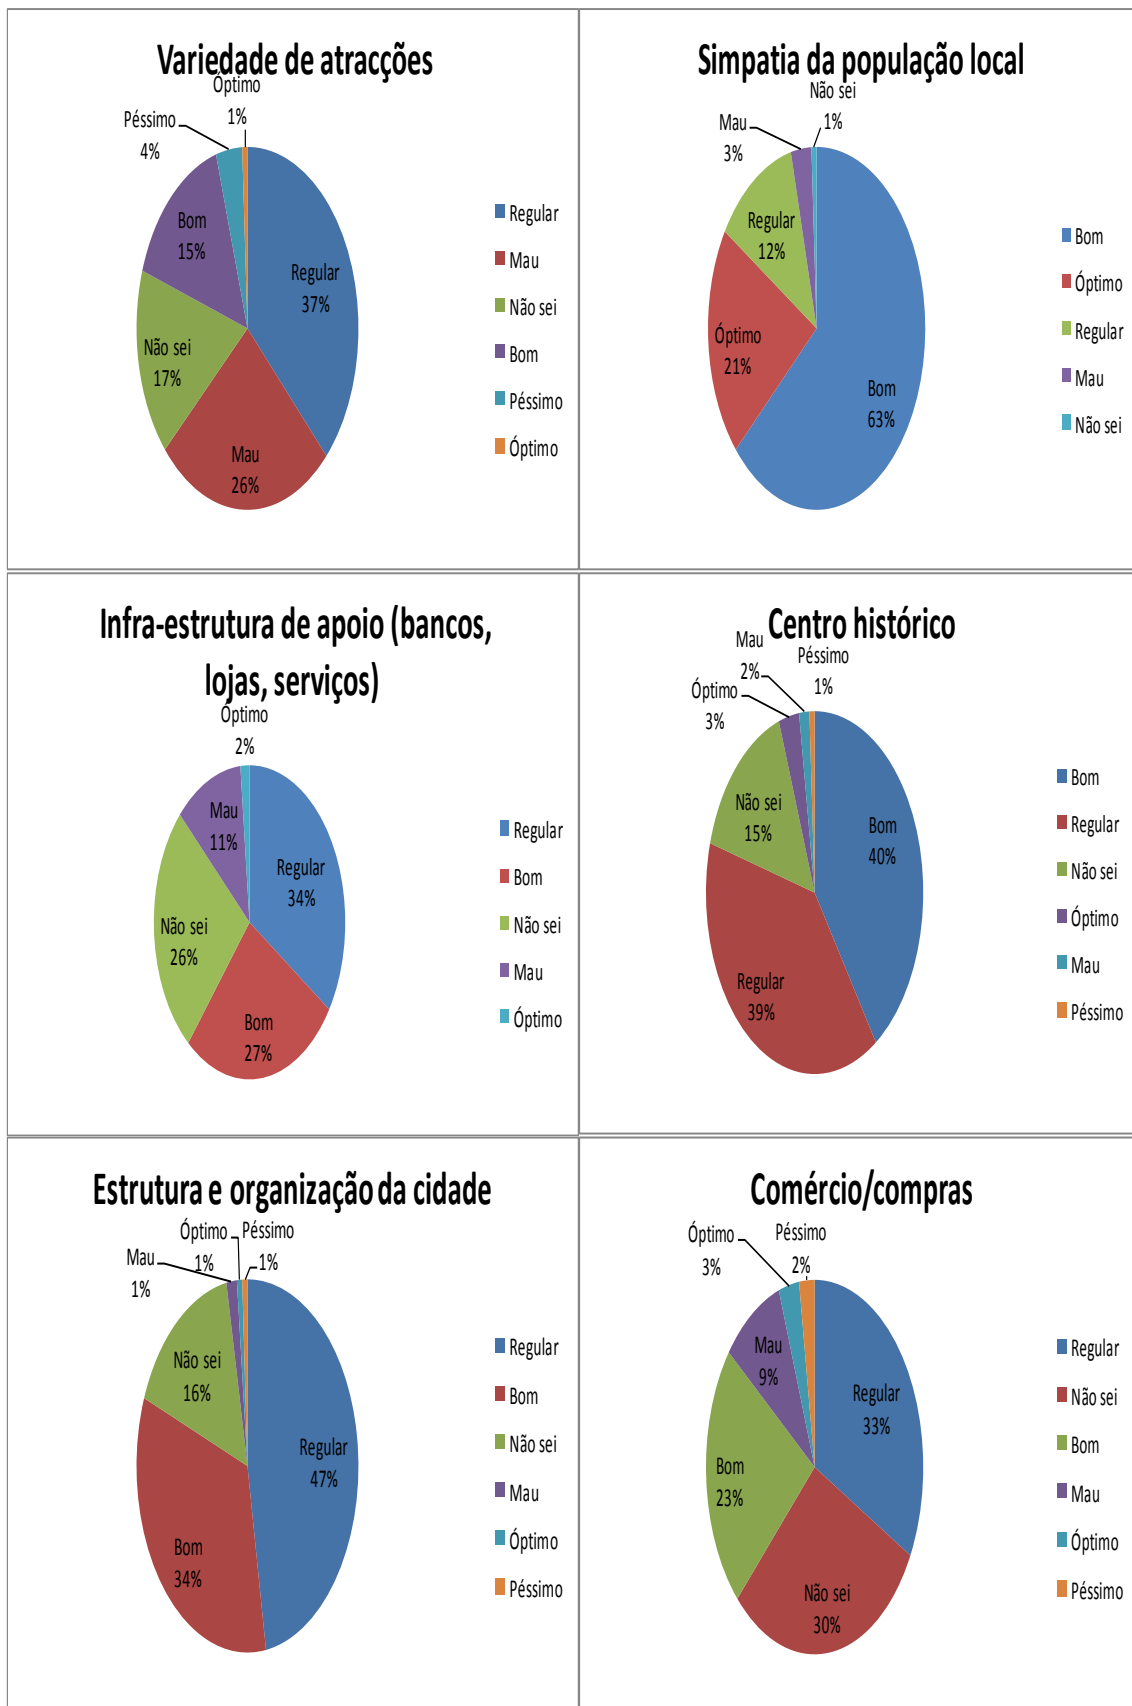 Variedade de atracções
Óptimo
1%
Péssimo
4%
Bom
15%
Não sei
17%
Mau
26%
Regular
37%
Regular
Mau
Não sei
Bom
Péssimo
Óptimo
Simpatia da população local
Não sei
1%
Mau
3%
Regular
12%
Óptimo
21%
Bom
63%
Bom
Óptimo
Regular
Mau
Não sei
Infra-estrutura de apoio (bancos,
lojas, serviços)
Óptimo
2%
Mau
11%
Não sei
26%
Bom
27%
Regular
34%
Regular
Bom
Não sei
Mau
Óptimo
Centro histórico
Mau
2%
Péssimo
1%
Óptimo
3%
Não sei
15%
Bom
40%
Regular
39%
Bom
Regular
Não sei
Óptimo
Mau
Péssimo
Estrutura e organização da cidade
Óptimo
1%
Péssimo
1%
Mau
1%
Não sei
16%
Bom
34%
Regular
47%
Regular
Bom
Não sei
Mau
Óptimo
Péssimo
Comércio/compras
Óptimo
3%
Péssimo
2%
Mau
9%
Bom
23%
Não sei
30%
Regular
33%
Regular
Não sei
Bom
Mau
Óptimo
Péssimo